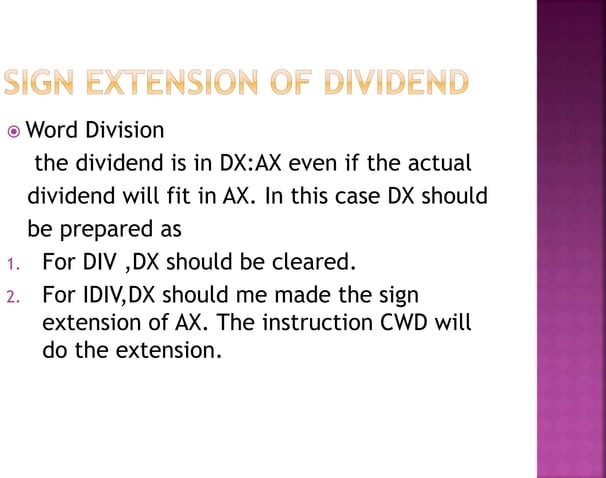 SIGN EXTENSION OF DIVIDEND
Word Division
the dividend is in DX:AX even if the actual
dividend will fit in AX. In this case DX should
be prepared as
1. For DIV ,DX should be cleared.
2. For IDIV,DX should me made the sign
extension of AX. The instruction CWD will
do the extension.